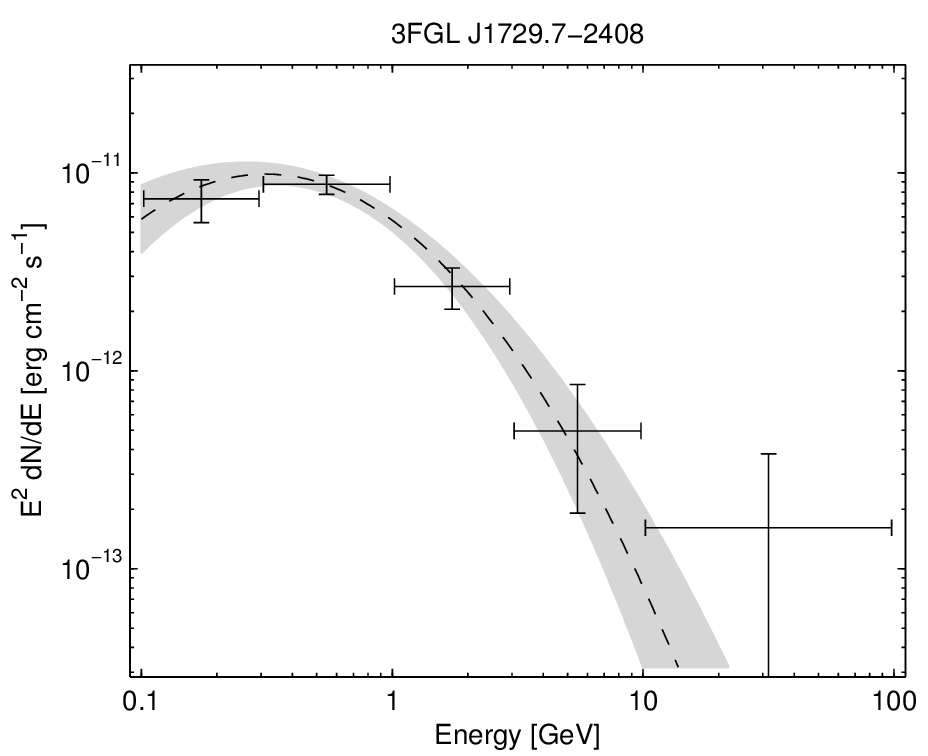 3FGL J1729.7−2408
E² dN/dE [erg cm⁻² s⁻¹]
10⁻¹¹
10⁻¹²
10⁻¹³
0.1 1 10 100
Energy [GeV]